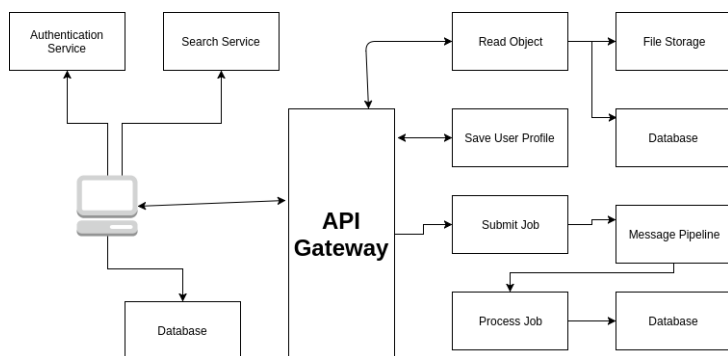 Authentication
Service
Search Service
Read Object
File Storage
Save User Profile
Database
API
Gateway
Submit Job
Message Pipeline
Database
Process Job
Database